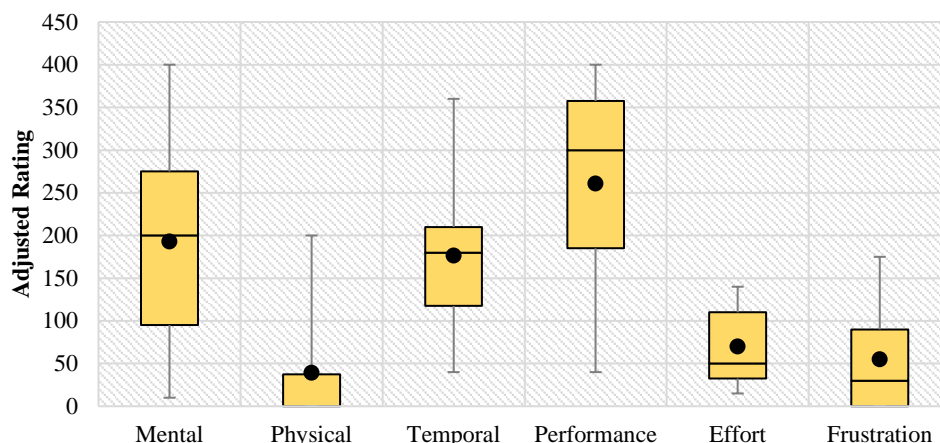 450
400
350
300
250
200
150
100
50
0
Adjusted Rating
Mental
Physical
Temporal
Performance
Effort
Frustration